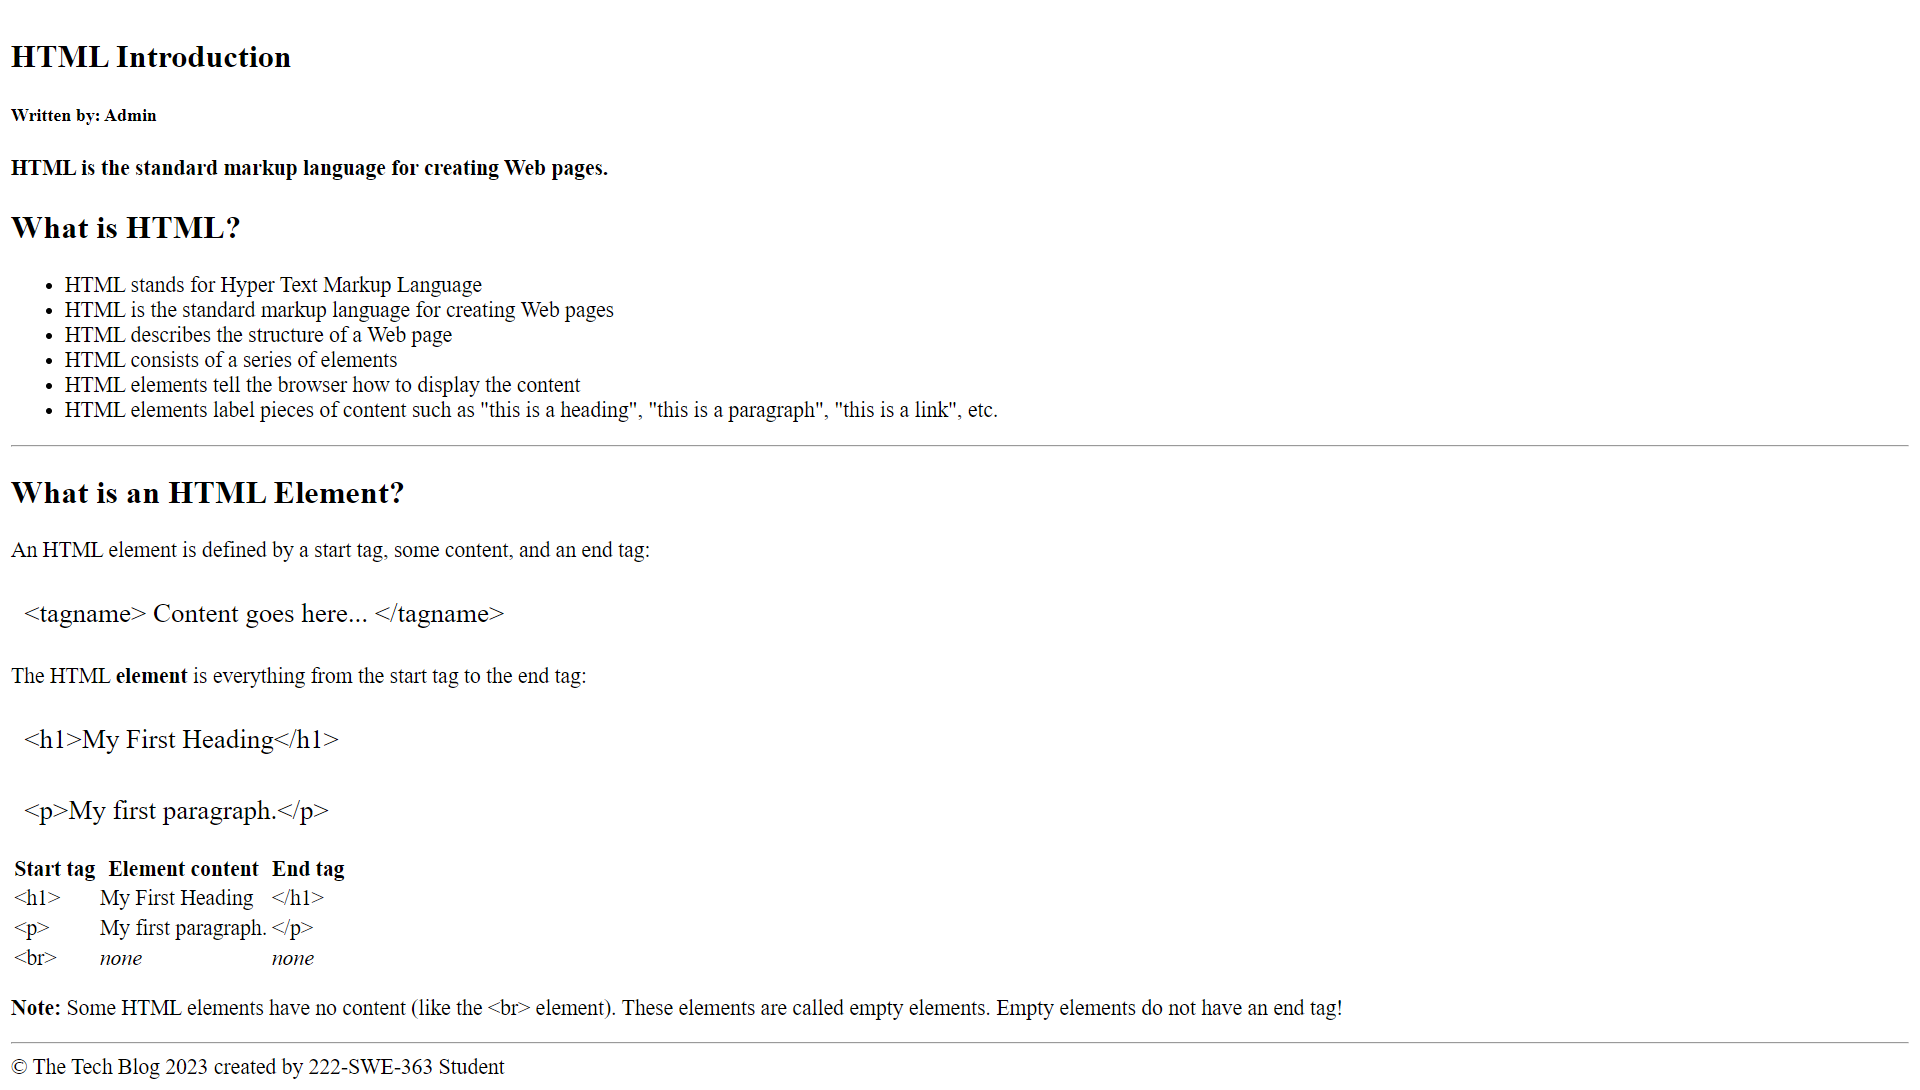 HTML Introduction
Written by: Admin
HTML is the standard markup language for creating Web pages.
What is HTML?
• HTML stands for Hyper Text Markup Language
• HTML is the standard markup language for creating Web pages
• HTML describes the structure of a Web page
• HTML consists of a series of elements
• HTML elements tell the browser how to display the content
• HTML elements label pieces of content such as "this is a heading", "this is a paragraph", "this is a link", etc.
What is an HTML Element?
An HTML element is defined by a start tag, some content, and an end tag:
<tagname> Content goes here... </tagname>
The HTML element is everything from the start tag to the end tag:
<h1>My First Heading</h1>
<p>My first paragraph.</p>
Start tag Element content End tag
<h1> My First Heading </h1>
<p> My first paragraph. </p>
<br> none none
Note: Some HTML elements have no content (like the <br> element). These elements are called empty elements. Empty elements do not have an end tag!
© The Tech Blog 2023 created by 222-SWE-363 Student